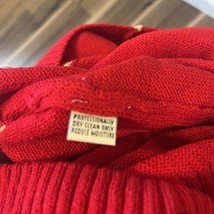 PROFESSIONALLY
DRY CLEAN ONLY
REDUCE MOISTURE